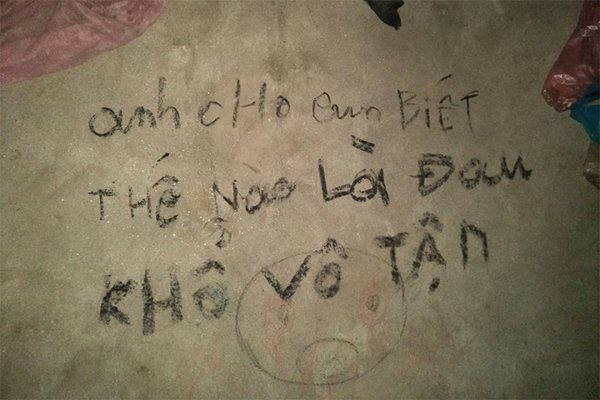 anh cHo em BiẾT
THẾ Nào Là Đau
KHỔ VÔ TẬN